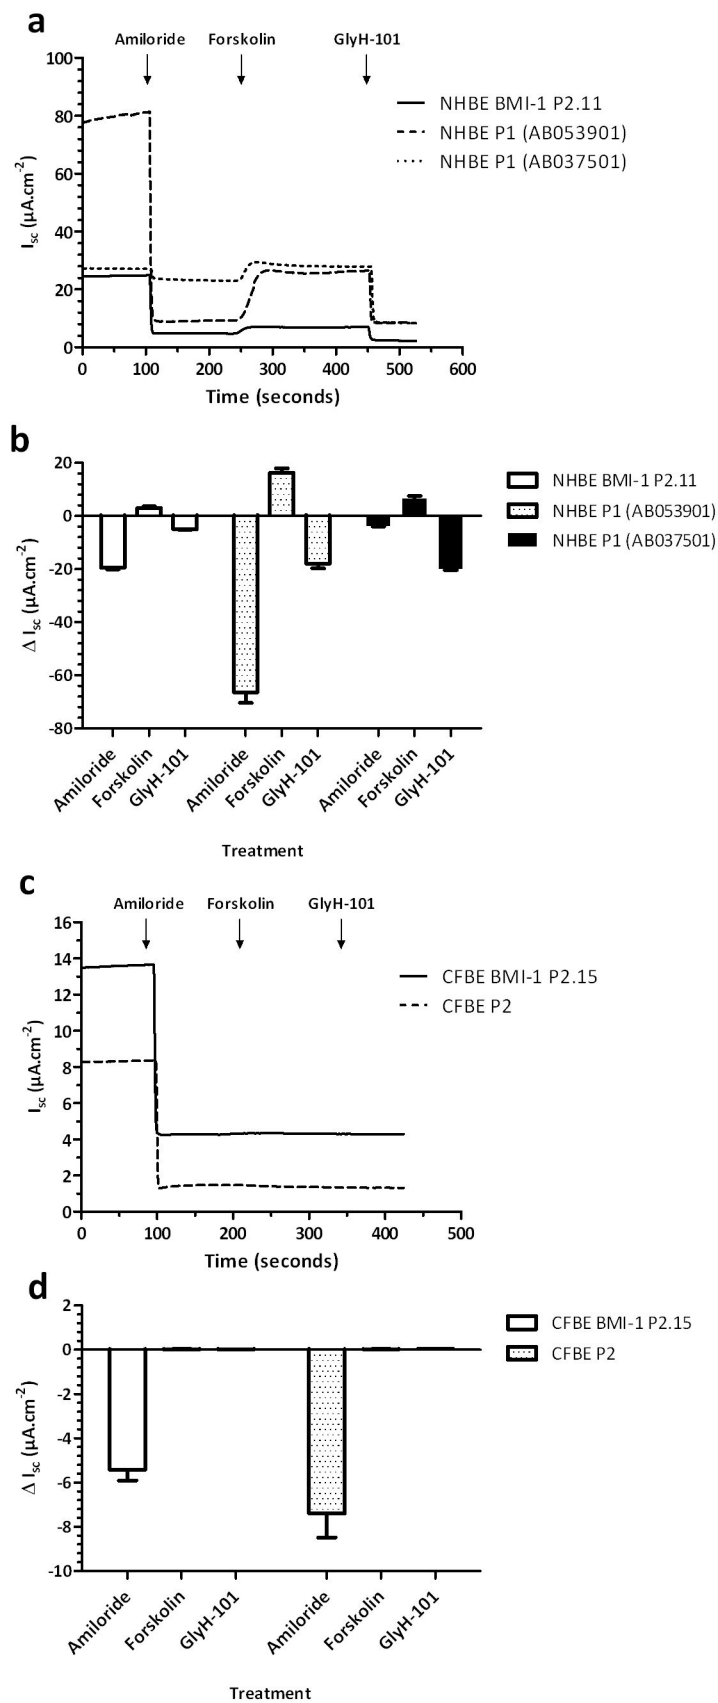 a
Amiloride Forskolin GlyH-101
100
80
60
40
20
0
I_sc (µA.cm^-2)
0 100 200 300 400 500 600
Time (seconds)
NHBE BMI-1 P2.11
NHBE P1 (AB053901)
NHBE P1 (AB037501)
b
20
0
-20
-40
-60
-80
Δ I_sc (µA.cm^-2)
Amiloride Forskolin GlyH-101 Amiloride Forskolin GlyH-101 Amiloride Forskolin GlyH-101
Treatment
NHBE BMI-1 P2.11
NHBE P1 (AB053901)
NHBE P1 (AB037501)
c
Amiloride Forskolin GlyH-101
16
14
12
10
8
6
4
2
0
I_sc (µA.cm^-2)
0 100 200 300 400 500
Time (seconds)
CFBE BMI-1 P2.15
CFBE P2
d
2
0
-2
-4
-6
-8
-10
Δ I_sc (µA.cm^-2)
Amiloride Forskolin GlyH-101 Amiloride Forskolin GlyH-101
Treatment
CFBE BMI-1 P2.15
CFBE P2